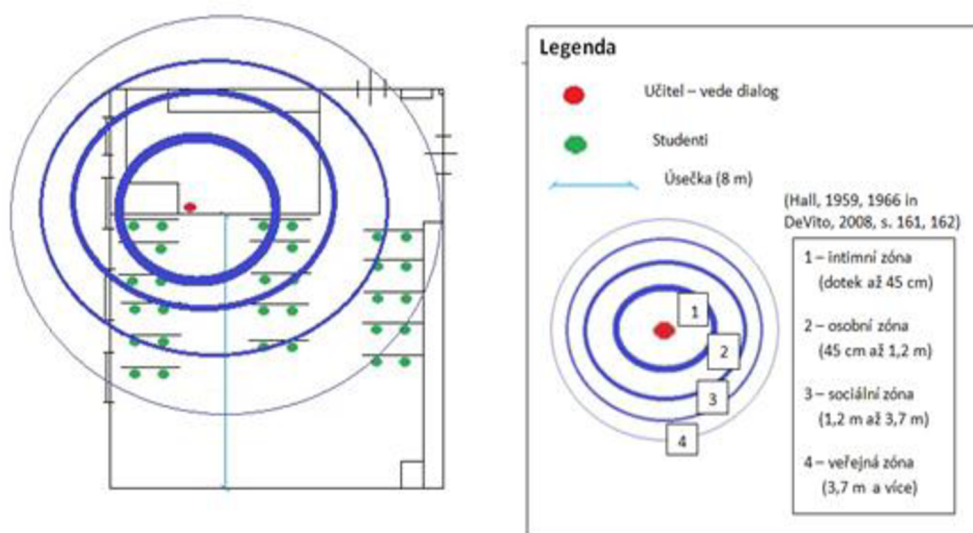 Legenda
Učitel – vede dialog
Studenti
Úsečka (8 m)
(Hall, 1959, 1966 in
DeVito, 2008, s. 161, 162)
1 – intimní zóna
(dotek až 45 cm)
2 – osobní zóna
(45 cm až 1,2 m)
3 – sociální zóna
(1,2 m až 3,7 m)
4 – veřejná zóna
(3,7 m a více)
1
2
3
4